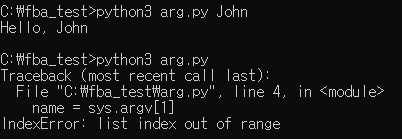 C:₩fba_test>python3 arg.py John
Hello, John
C:₩fba_test>python3 arg.py
Traceback (most recent call last):
File "C:₩fba_test₩arg.py", line 4, in <module>
name = sys.argv[1]
IndexError: list index out of range